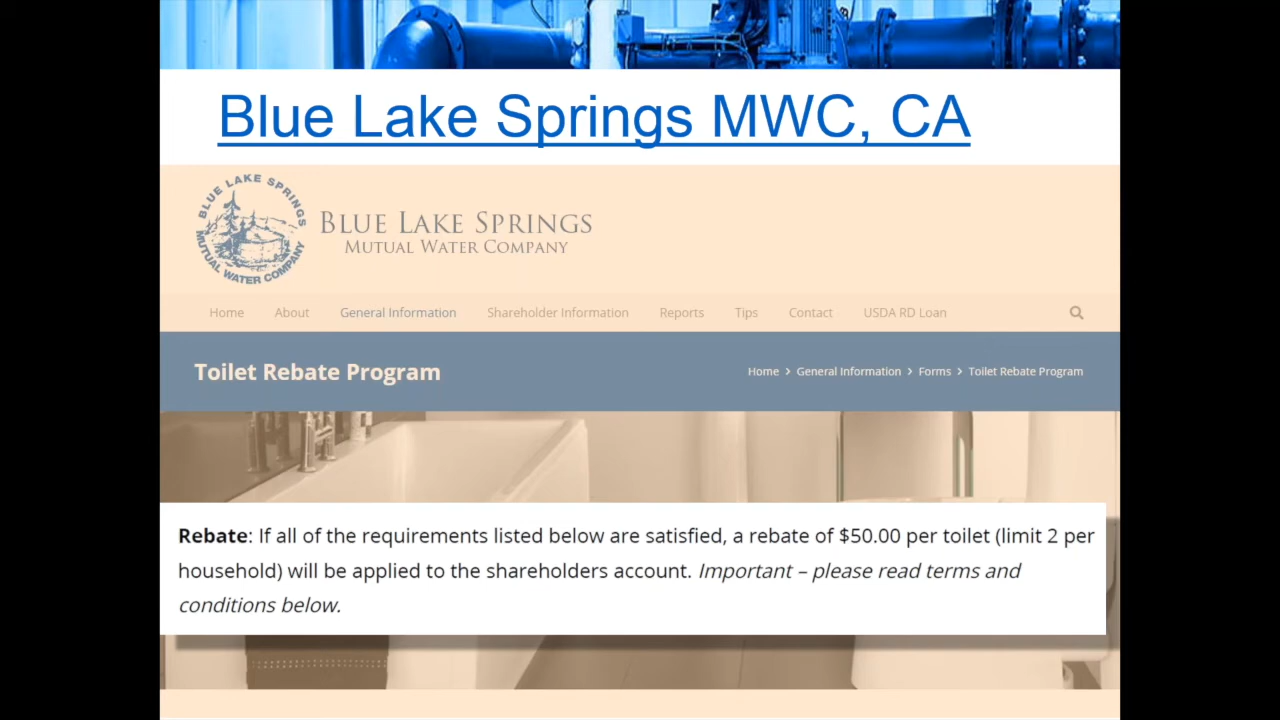 Blue Lake Springs MWC, CA
BLUE LAKE SPRINGS
MUTUAL WATER COMPANY
BLUE LAKE SPRINGS
MUTUAL WATER COMPANY
Home About General Information Shareholder Information Reports Tips Contact USDA RD Loan
Toilet Rebate Program
Home > General Information > Forms > Toilet Rebate Program
Rebate: If all of the requirements listed below are satisfied, a rebate of $50.00 per toilet (limit 2 per
household) will be applied to the shareholders account. Important – please read terms and
conditions below.